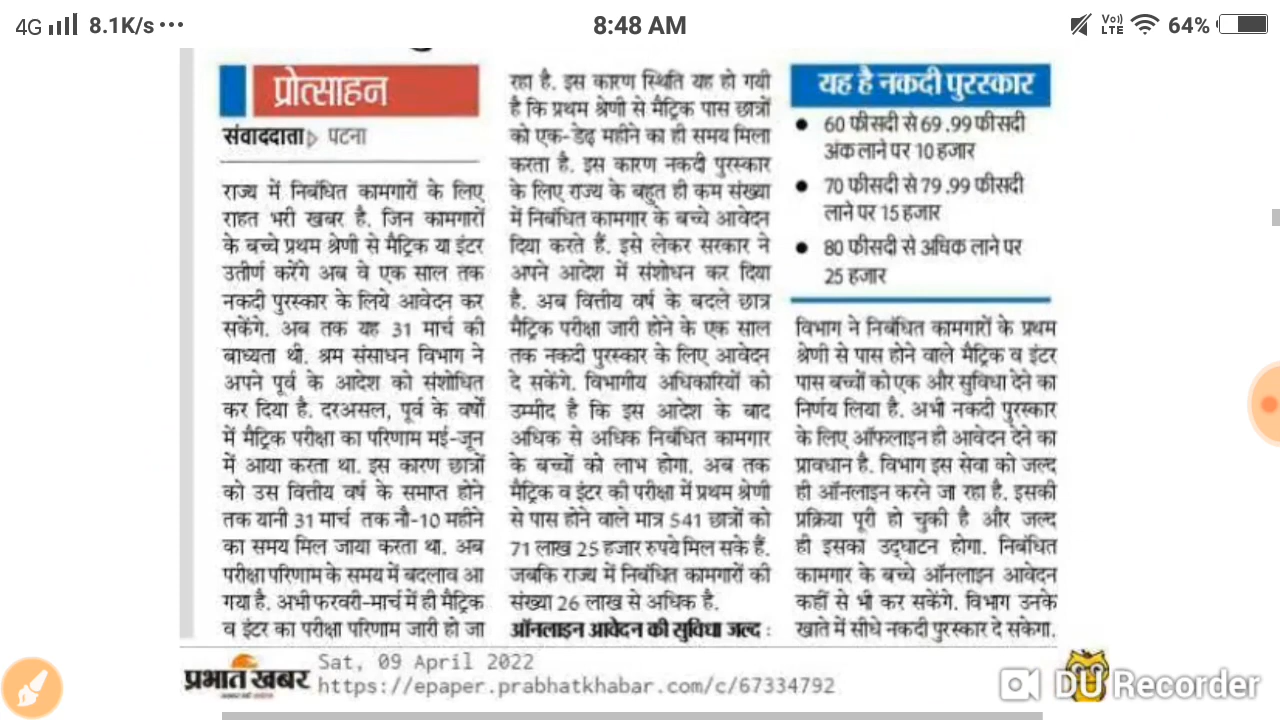 4G 8.1K/s ••• 8:48 AM Vo)) LTE 64%
प्रोत्साहन
संवाददाता ▷ पटना
राज्य में निबंधित कामगारों के लिए
राहत भरी खबर है. जिन कामगारों
के बच्चे प्रथम श्रेणी से मैट्रिक या इंटर
उतीर्ण करेंगे अब वे एक साल तक
नकदी पुरस्कार के लिये आवेदन कर
सकेंगे. अब तक यह 31 मार्च की
बाध्यता थी. श्रम संसाधन विभाग ने
अपने पूर्व के आदेश को संशोधित
कर दिया है. दरअसल, पूर्व के वर्षों
में मैट्रिक परीक्षा का परिणाम मई-जून
में आया करता था. इस कारण छात्रों
को उस वित्तीय वर्ष के समाप्त होने
तक यानी 31 मार्च तक नौ-10 महीने
का समय मिल जाया करता था. अब
परीक्षा परिणाम के समय में बदलाव आ
गया है. अभी फरवरी-मार्च में ही मैट्रिक
व इंटर का परीक्षा परिणाम जारी हो जा
रहा है. इस कारण स्थिति यह हो गयी
है कि प्रथम श्रेणी से मैट्रिक पास छात्रों
को एक-डेढ़ महीने का ही समय मिला
करता है. इस कारण नकदी पुरस्कार
के लिए राज्य के बहुत ही कम संख्या
में निबंधित कामगार के बच्चे आवेदन
दिया करते हैं. इसे लेकर सरकार ने
अपने आदेश में संशोधन कर दिया
है. अब वित्तीय वर्ष के बदले छात्र
मैट्रिक परीक्षा जारी होने के एक साल
तक नकदी पुरस्कार के लिए आवेदन
दे सकेंगे. विभागीय अधिकारियों को
उम्मीद है कि इस आदेश के बाद
अधिक से अधिक निबंधित कामगार
के बच्चों को लाभ होगा. अब तक
मैट्रिक व इंटर की परीक्षा में प्रथम श्रेणी
से पास होने वाले मात्र 541 छात्रों को
71 लाख 25 हजार रुपये मिल सके हैं.
जबकि राज्य में निबंधित कामगारों की
संख्या 26 लाख से अधिक है.
ऑनलाइन आवेदन की सुविधा जल्द :
यह है नकदी पुरस्कार
● 60 फीसदी से 69.99 फीसदी
अंक लाने पर 10 हजार
● 70 फीसदी से 79.99 फीसदी
लाने पर 15 हजार
● 80 फीसदी से अधिक लाने पर
25 हजार
विभाग ने निबंधित कामगारों के प्रथम
श्रेणी से पास होने वाले मैट्रिक व इंटर
पास बच्चों को एक और सुविधा देने का
निर्णय लिया है. अभी नकदी पुरस्कार
के लिए ऑफलाइन ही आवेदन देने का
प्रावधान है. विभाग इस सेवा को जल्द
ही ऑनलाइन करने जा रहा है. इसकी
प्रक्रिया पूरी हो चुकी है और जल्द
ही इसका उद्घाटन होगा. निबंधित
कामगार के बच्चे ऑनलाइन आवेदन
कहीं से भी कर सकेंगे. विभाग उनके
खाते में सीधे नकदी पुरस्कार दे सकेगा.
प्रभात खबर
Sat, 09 April 2022
https://epaper.prabhatkhabar.com/c/67334792
DU Recorder